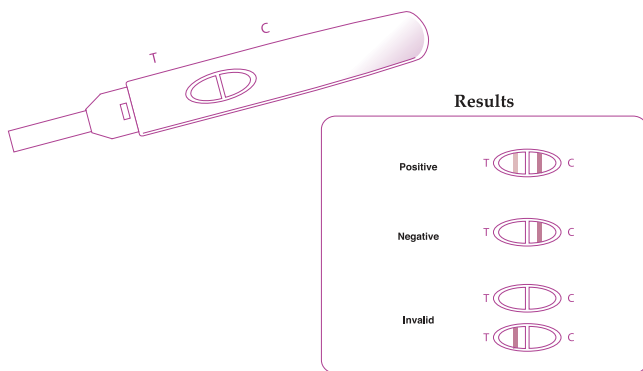 T C
Results
Positive T C
Negative T C
T C
Invalid
T C